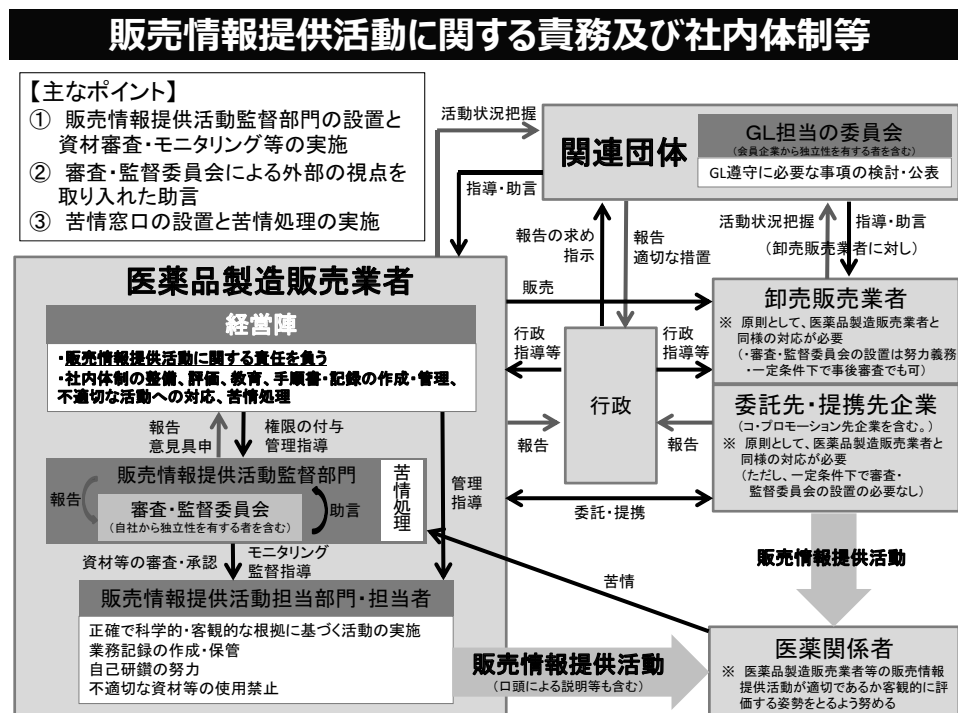 販売情報提供活動に関する責務及び社内体制等
【主なポイント】
① 販売情報提供活動監督部門の設置と
資材審査・モニタリング等の実施
② 審査・監督委員会による外部の視点を
取り入れた助言
③ 苦情窓口の設置と苦情処理の実施
活動状況把握
指導・助言
関連団体
GL担当の委員会
(会員企業から独立性を有する者を含む)
GL遵守に必要な事項の検討・公表
報告の求め
指示
報告
適切な措置
活動状況把握
指導・助言
(卸売販売業者に対し)
医薬品製造販売業者
経営陣
・販売情報提供活動に関する責任を負う
・社内体制の整備、評価、教育、手順書・記録の作成・管理、
不適切な活動への対応、苦情処理
報告
意見具申
権限の付与
管理指導
販売情報提供活動監督部門
報告
審査・監督委員会
(自社から独立性を有する者を含む)
助言
苦情処理
管理
指導
資材等の審査・承認
モニタリング
監督指導
販売情報提供活動担当部門・担当者
正確で科学的・客観的な根拠に基づく活動の実施
業務記録の作成・保管
自己研鑽の努力
不適切な資材等の使用禁止
販売
行政
指導等
行政
行政
指導等
報告
報告
委託・提携
卸売販売業者
※ 原則として、医薬品製造販売業者と
同様の対応が必要
(・審査・監督委員会の設置は努力義務
・一定条件下で事後審査でも可)
委託先・提携先企業
(コ・プロモーション先企業を含む。)
※ 原則として、医薬品製造販売業者と
同様の対応が必要
(ただし、一定条件下で審査・
監督委員会の設置の必要なし)
販売情報提供活動
苦情
販売情報提供活動
(口頭による説明等も含む)
医薬関係者
※ 医薬品製造販売業者等の販売情報
提供活動が適切であるか客観的に評
価する姿勢をとるよう努める